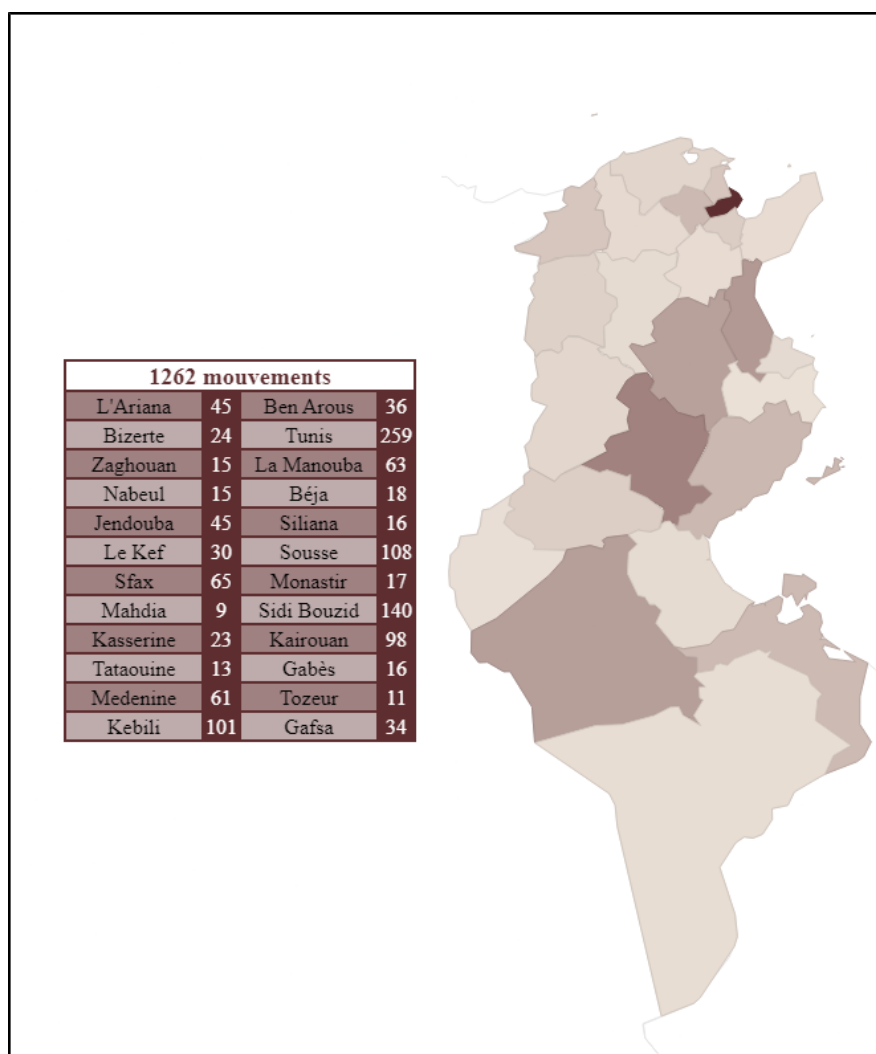 1262 mouvements
L'Ariana 45 Ben Arous 36
Bizerte 24 Tunis 259
Zaghouan 15 La Manouba 63
Nabeul 15 Béja 18
Jendouba 45 Siliana 16
Le Kef 30 Sousse 108
Sfax 65 Monastir 17
Mahdia 9 Sidi Bouzid 140
Kasserine 23 Kairouan 98
Tataouine 13 Gabès 16
Medenine 61 Tozeur 11
Kebili 101 Gafsa 34